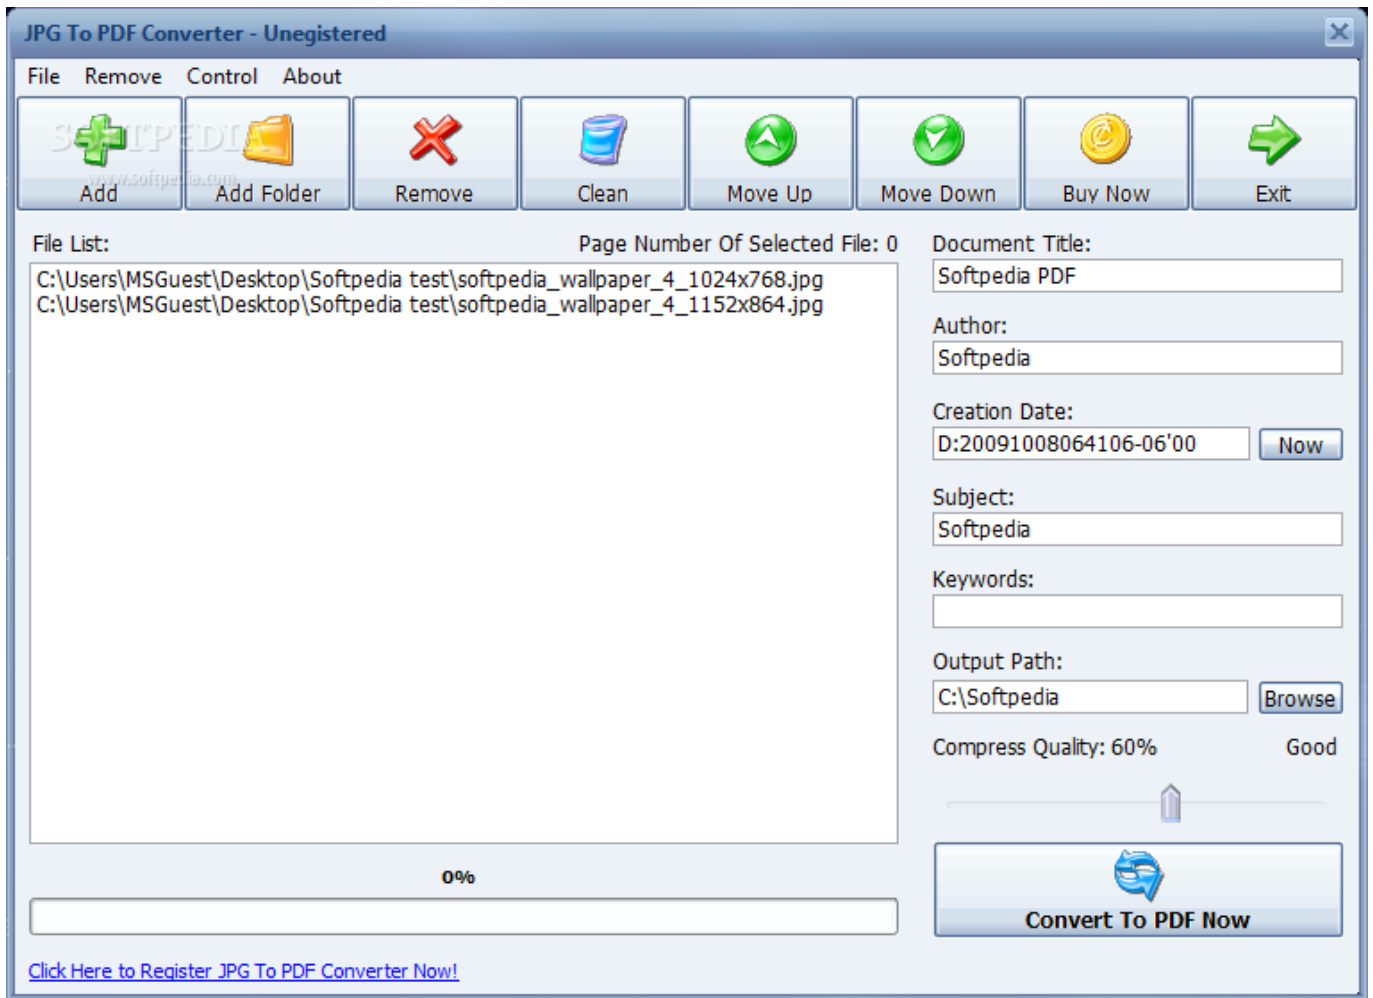 JPG To PDF Converter - Unegistered
File Remove Control About
SOFTPEDIA
www.softpedia.com
Add Add Folder Remove Clean Move Up Move Down Buy Now Exit
File List: Page Number Of Selected File: 0
C:\Users\MSGuest\Desktop\Softpedia test\softpedia_wallpaper_4_1024x768.jpg
C:\Users\MSGuest\Desktop\Softpedia test\softpedia_wallpaper_4_1152x864.jpg
Document Title:
Softpedia PDF
Author:
Softpedia
Creation Date:
D:20091008064106-06'00 Now
Subject:
Softpedia
Keywords:
Output Path:
C:\Softpedia Browse
Compress Quality: 60% Good
Convert To PDF Now
0%
Click Here to Register JPG To PDF Converter Now!